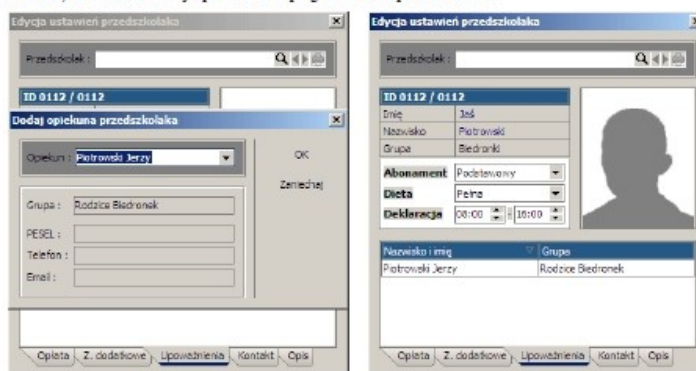 Edycja ustawień przedszkolaka
Przedszkolak :
ID 0112 / 0112
Dodaj opiekuna przedszkolaka
Opiekun : Piotrowski Jerzy
OK
Zaniechaj
Grupa : Rodzice Biedronek
PESEL :
Telefon :
Email :
Opłata Z. dodatkowe Upoważnienia Kontakt Opis
Edycja ustawień przedszkolaka
Przedszkolak :
ID 0112 / 0112
Imię Jaś
Nazwisko Piotrowski
Grupa Biedronki
Abonament Podstawowy
Dieta Pełna
Deklaracja 08:00 - 16:00
Nazwisko i imię Grupa
Piotrowski Jerzy Rodzice Biedronek
Opłata Z. dodatkowe Upoważnienia Kontakt Opis